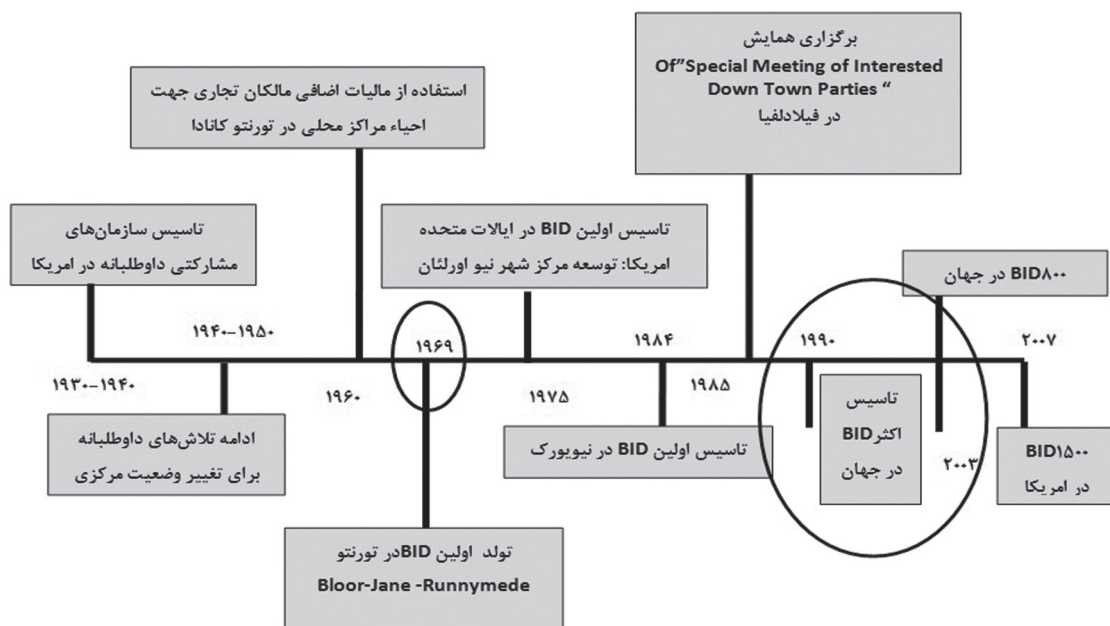 برگزاری همایش
Of”Special Meeting of Interested
Down Town Parties “
در فیلادلفیا
استفاده از مالیات اضافی مالکان تجاری جهت
احیاء مراکز محلی در تورنتو کانادا
تاسیس سازمان‌های
مشارکتی داوطلبانه در امریکا
تاسیس اولین BID در ایالات متحده
امریکا: توسعه مرکز شهر نیو اورلئان
BID۸۰۰ در جهان
۱۹۴۰-۱۹۵۰
۱۹۶۹
۱۹۸۴
۱۹۹۰
۲۰۰۷
۱۹۳۰-۱۹۴۰
۱۹۶۰
۱۹۷۵
۱۹۸۵
ادامه تلاش‌های داوطلبانه
برای تغییر وضعیت مرکزی
تاسیس اولین BID در نیویورک
تاسیس
اکثرBID
در جهان
۲۰۰۳
BID۱۵۰۰
در امریکا
تولد اولین BIDدر تورنتو
Bloor-Jane -Runnymede